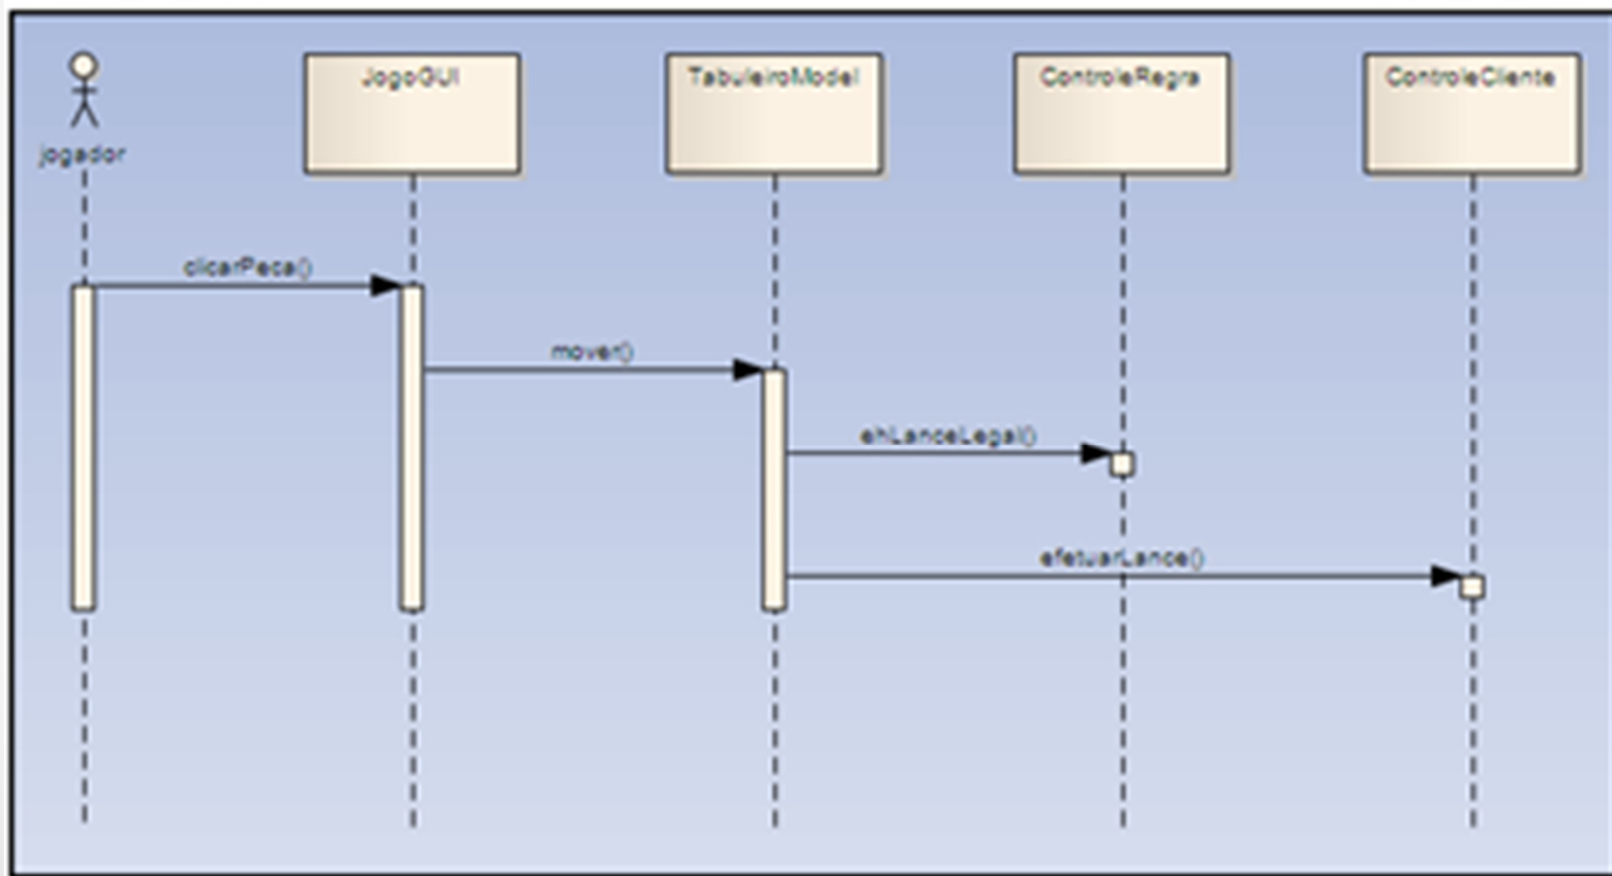 JogoGUI
TabuleiroModel
ControleRegra
ControleCliente
jogador
clicarPeca()
mover()
ehLanceLegal()
efetuarLance()